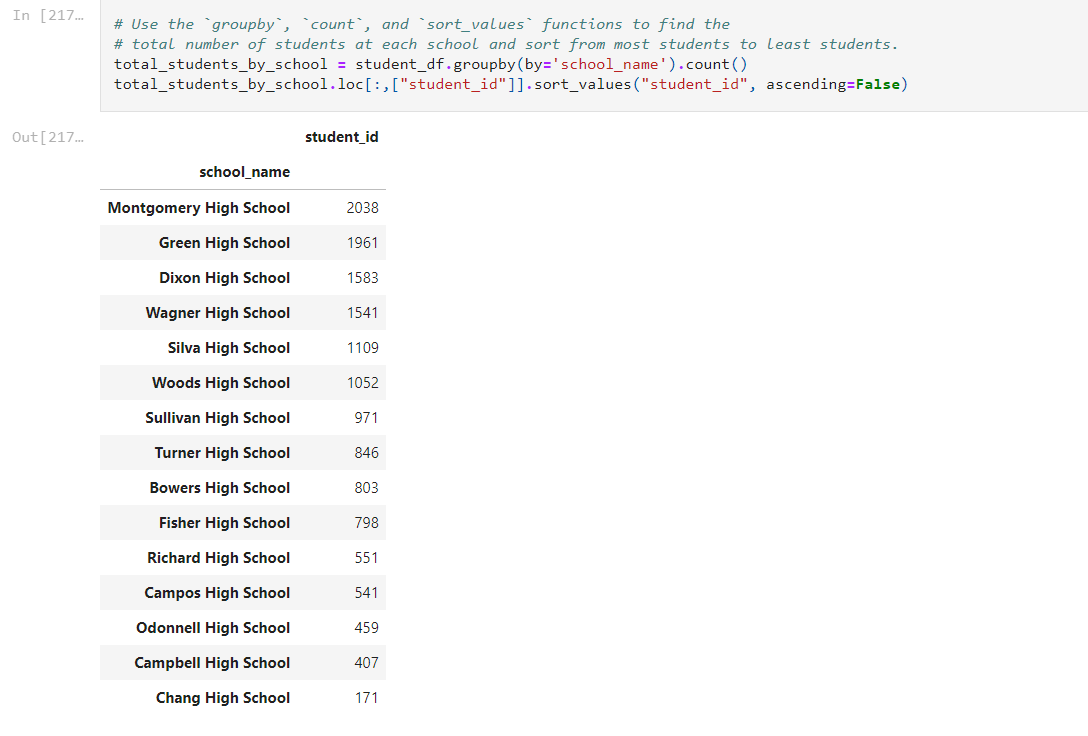 In [217…
# Use the `groupby`, `count`, and `sort_values` functions to find the
# total number of students at each school and sort from most students to least students.
total_students_by_school = student_df.groupby(by='school_name').count()
total_students_by_school.loc[:,["student_id"]].sort_values("student_id", ascending=False)
Out[217…
student_id
school_name
Montgomery High School 2038
Green High School 1961
Dixon High School 1583
Wagner High School 1541
Silva High School 1109
Woods High School 1052
Sullivan High School 971
Turner High School 846
Bowers High School 803
Fisher High School 798
Richard High School 551
Campos High School 541
Odonnell High School 459
Campbell High School 407
Chang High School 171